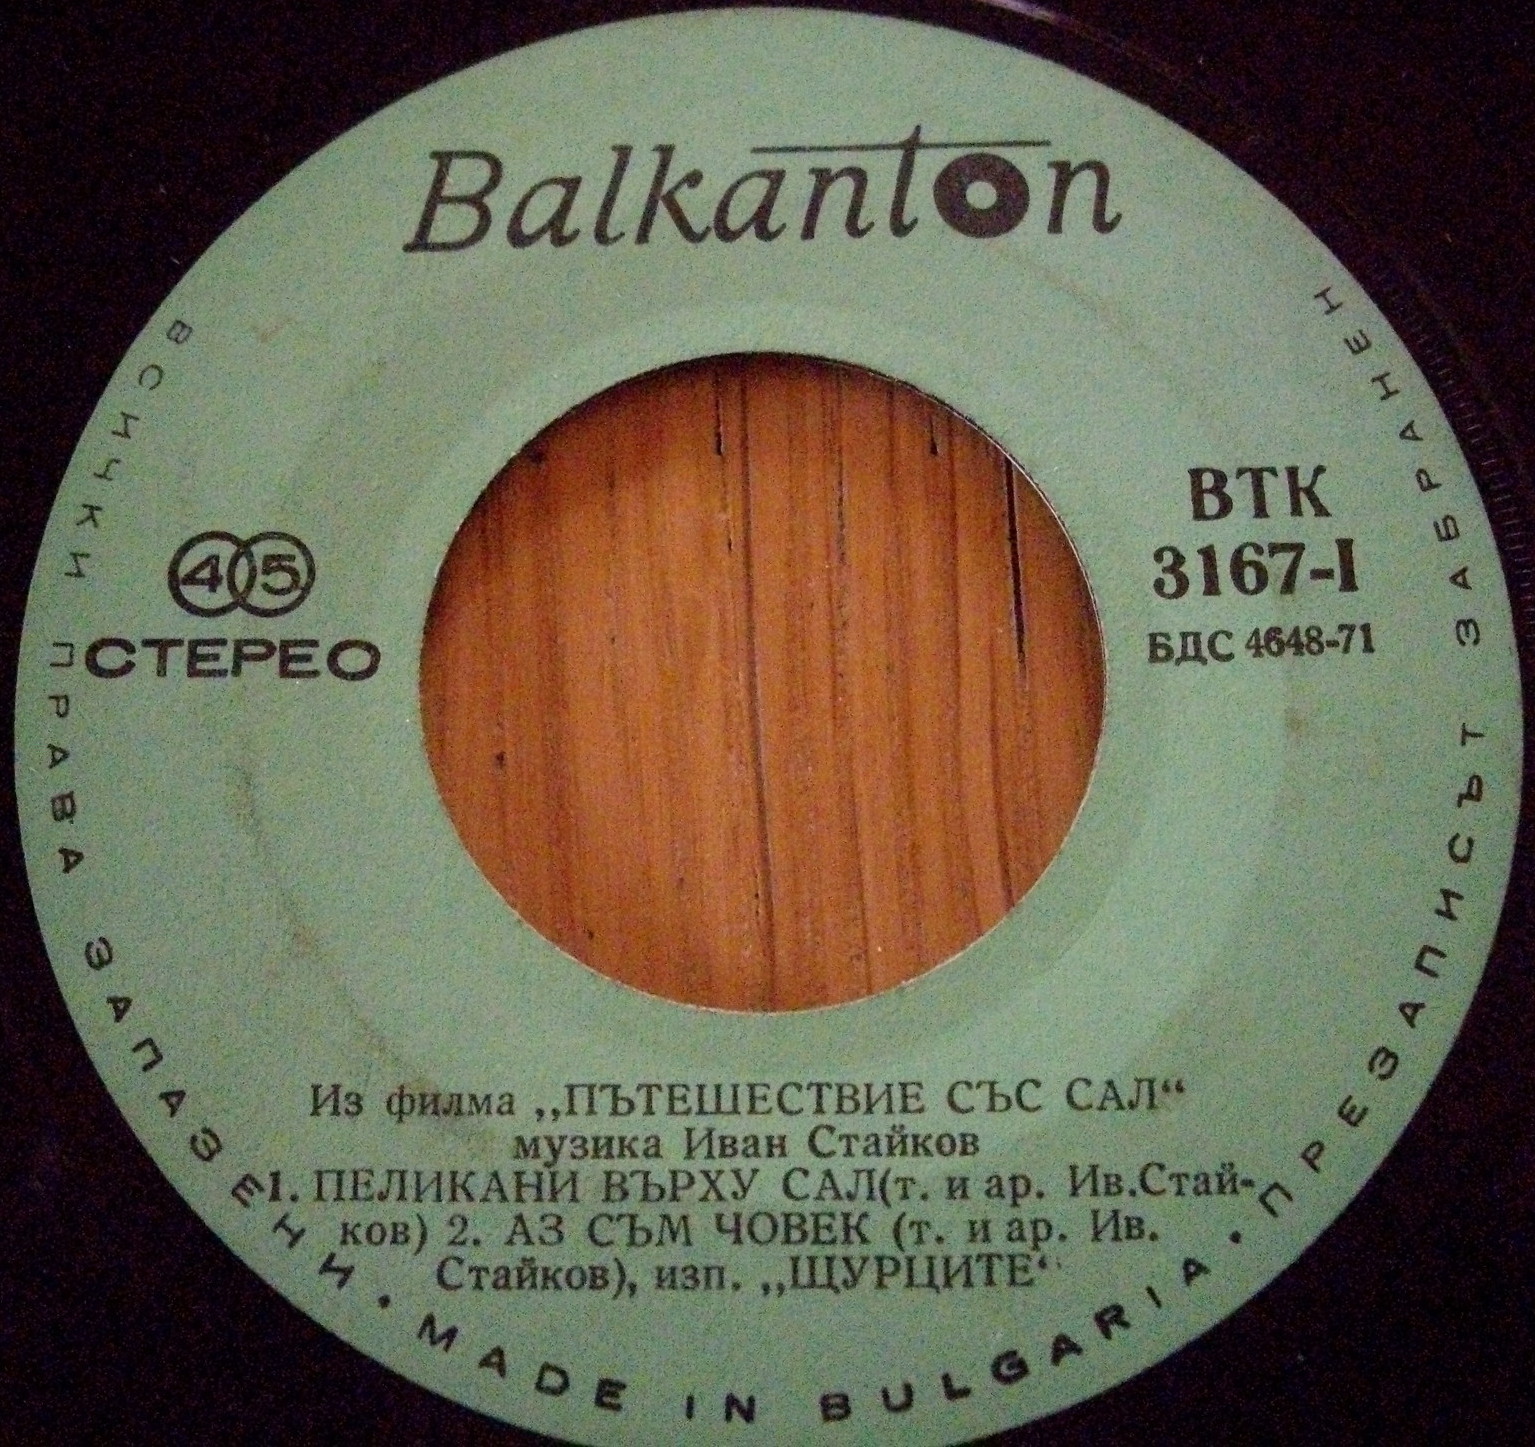 Balkanton
45
СТЕРЕО
ВТК
3167-I
БДС 4648-71
Из филма „ПЪТЕШЕСТВИЕ СЪС САЛ“
музика Иван Стайков
1. ПЕЛИКАНИ ВЪРХУ САЛ(т. и ар. Ив.Стай-
ков) 2. АЗ СЪМ ЧОВЕК (т. и ар. Ив.
Стайков), изп. „ЩУРЦИТЕ“
ВСИЧКИ ПРАВА ЗАПАЗЕНИ • MADE IN BULGARIA • ПРЕЗАПИСЪТ ЗАБРАНЕН